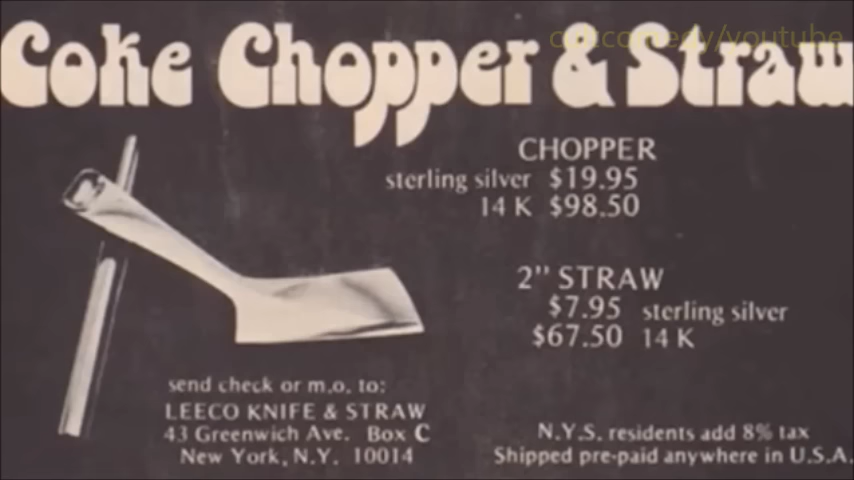 cultcomedy/youtube
Coke Chopper & Straw
CHOPPER
sterling silver $19.95
14 K $98.50
2" STRAW
$7.95 sterling silver
$67.50 14 K
send check or m.o. to:
LEECO KNIFE & STRAW
43 Greenwich Ave. Box C
New York, N.Y. 10014
N.Y.S. residents add 8% tax
Shipped pre-paid anywhere in U.S.A.